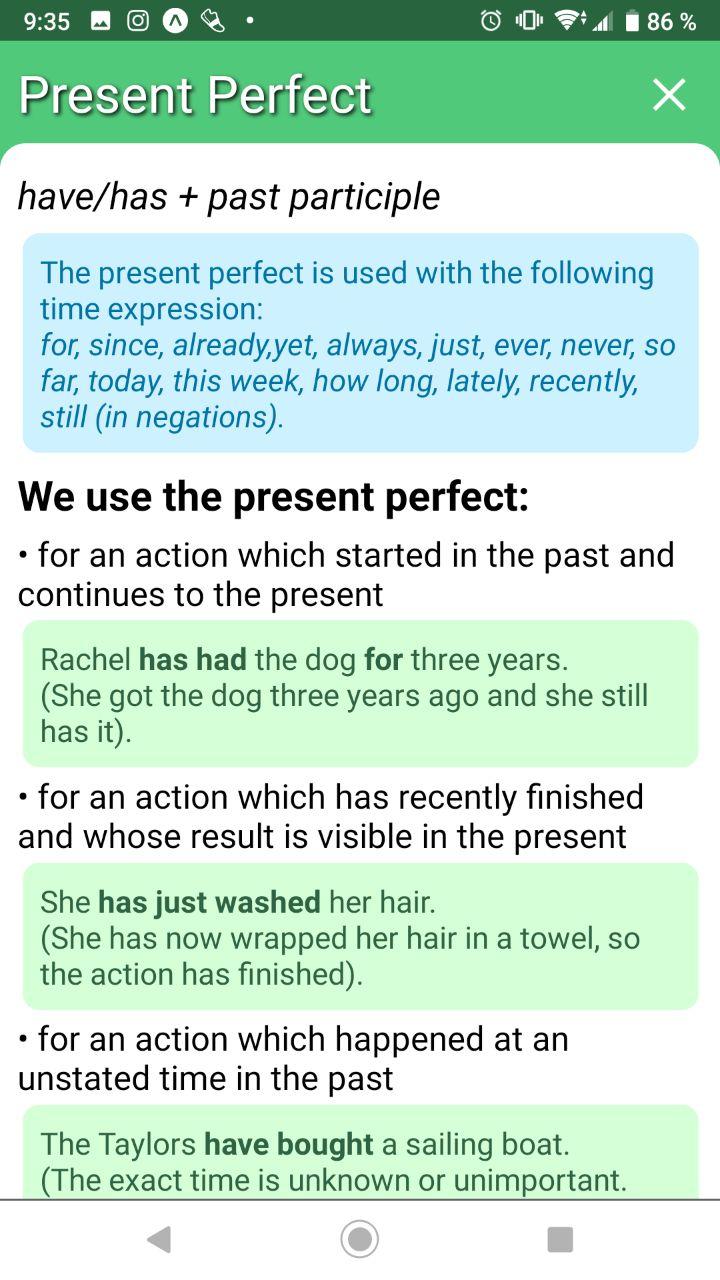 9:35
86 %
Present Perfect
have/has + past participle
The present perfect is used with the following
time expression:
for, since, already,yet, always, just, ever, never, so
far, today, this week, how long, lately, recently,
still (in negations).
We use the present perfect:
• for an action which started in the past and
continues to the present
Rachel has had the dog for three years.
(She got the dog three years ago and she still
has it).
• for an action which has recently finished
and whose result is visible in the present
She has just washed her hair.
(She has now wrapped her hair in a towel, so
the action has finished).
• for an action which happened at an
unstated time in the past
The Taylors have bought a sailing boat.
(The exact time is unknown or unimportant.